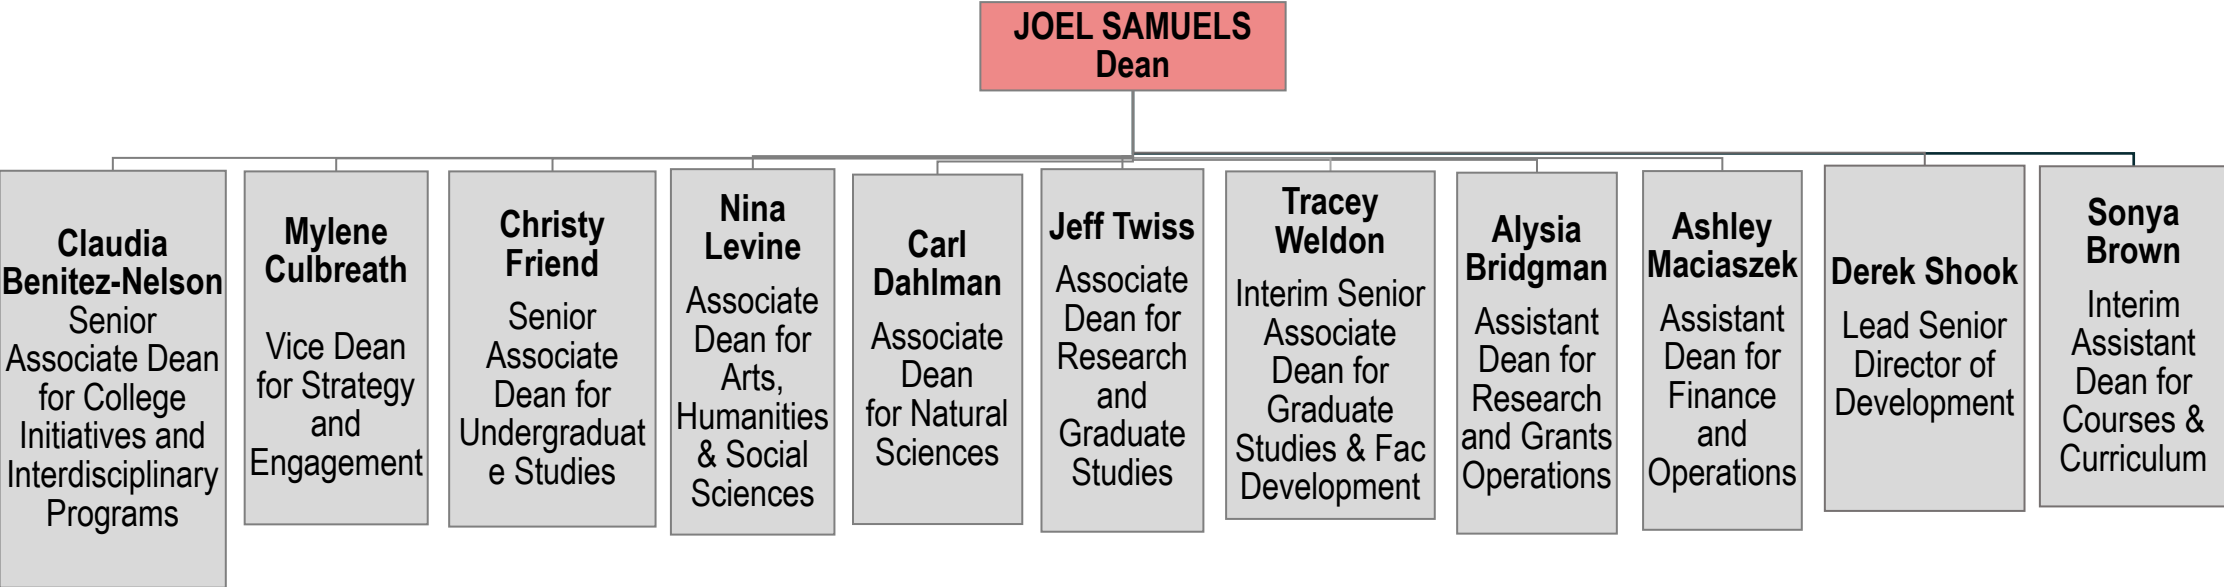 JOEL SAMUELS
Dean
Claudia
Benitez-Nelson
Senior
Associate Dean
for College
Initiatives and
Interdisciplinary
Programs
Mylene
Culbreath
Vice Dean
for Strategy
and
Engagement
Christy
Friend
Senior
Associate
Dean for
Undergraduat
e Studies
Nina
Levine
Associate
Dean for
Arts,
Humanities
& Social
Sciences
Carl
Dahlman
Associate
Dean
for Natural
Sciences
Jeff Twiss
Associate
Dean for
Research
and
Graduate
Studies
Tracey
Weldon
Interim Senior
Associate
Dean for
Graduate
Studies & Fac
Development
Alysia
Bridgman
Assistant
Dean for
Research
and Grants
Operations
Ashley
Maciaszek
Assistant
Dean for
Finance
and
Operations
Derek Shook
Lead Senior
Director of
Development
Sonya
Brown
Interim
Assistant
Dean for
Courses &
Curriculum